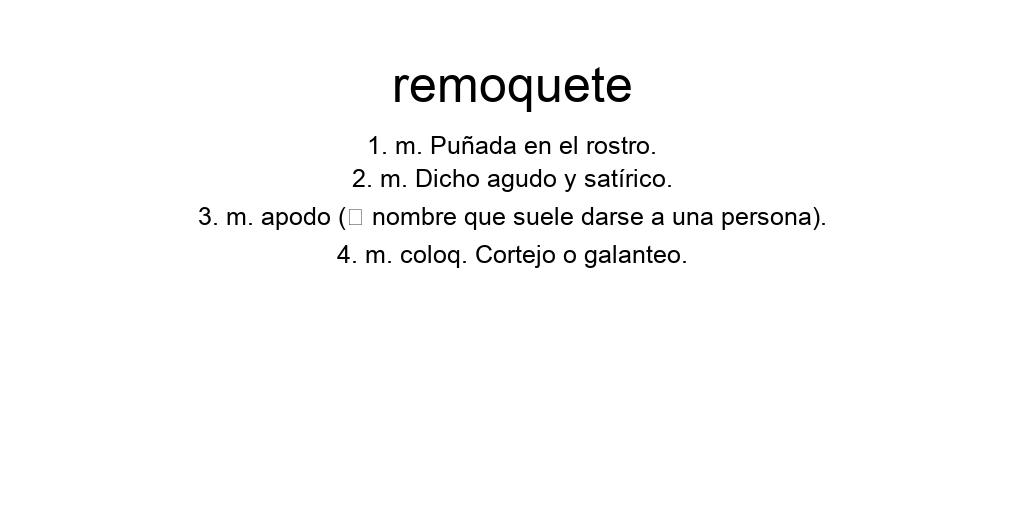 remoquete
1. m. Puñada en el rostro.
2. m. Dicho agudo y satírico.
3. m. apodo (□ nombre que suele darse a una persona).
4. m. coloq. Cortejo o galanteo.